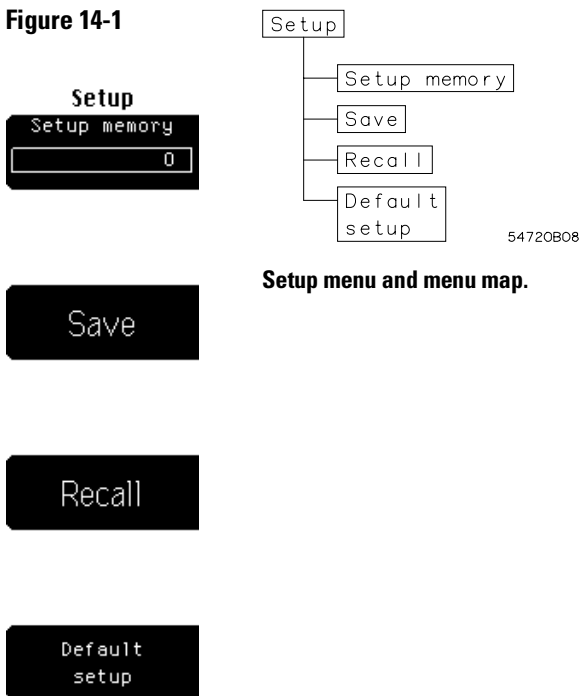 Figure 14-1
Setup
Setup memory
0
Save
Recall
Default
setup
Setup
Setup memory
Save
Recall
Default
setup
54720B08
Setup menu and menu map.